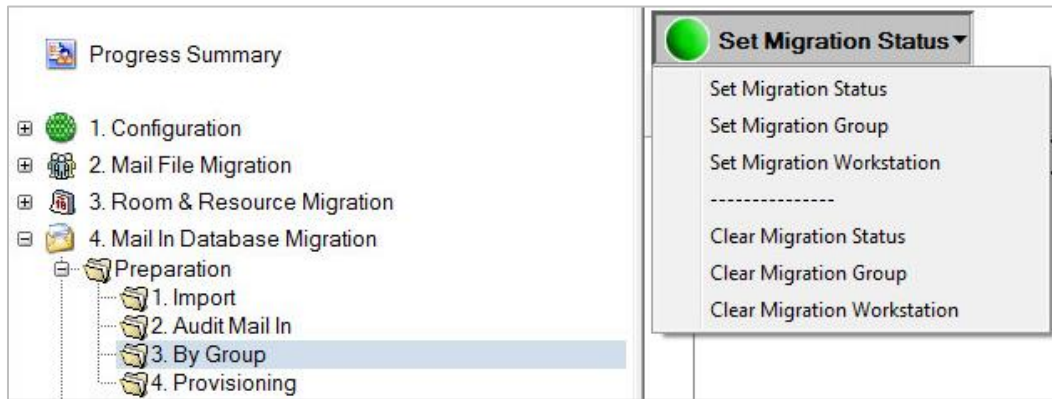 Progress Summary
1. Configuration
2. Mail File Migration
3. Room & Resource Migration
4. Mail In Database Migration
Preparation
1. Import
2. Audit Mail In
3. By Group
4. Provisioning
Set Migration Status
Set Migration Status
Set Migration Group
Set Migration Workstation
---------------
Clear Migration Status
Clear Migration Group
Clear Migration Workstation